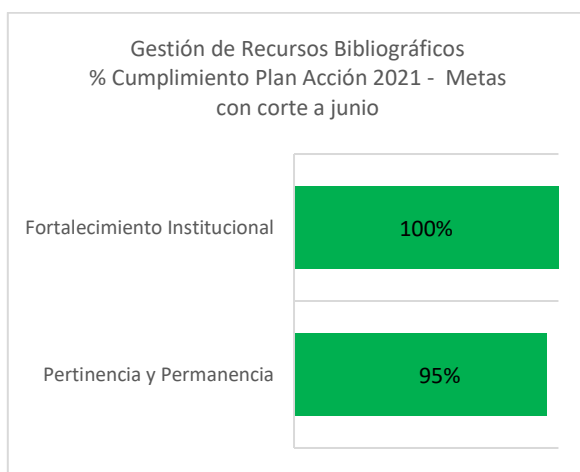 Gestión de Recursos Bibliográficos
% Cumplimiento Plan Acción 2021 -  Metas
con corte a junio
Fortalecimiento Institucional
100%
Pertinencia y Permanencia
95%